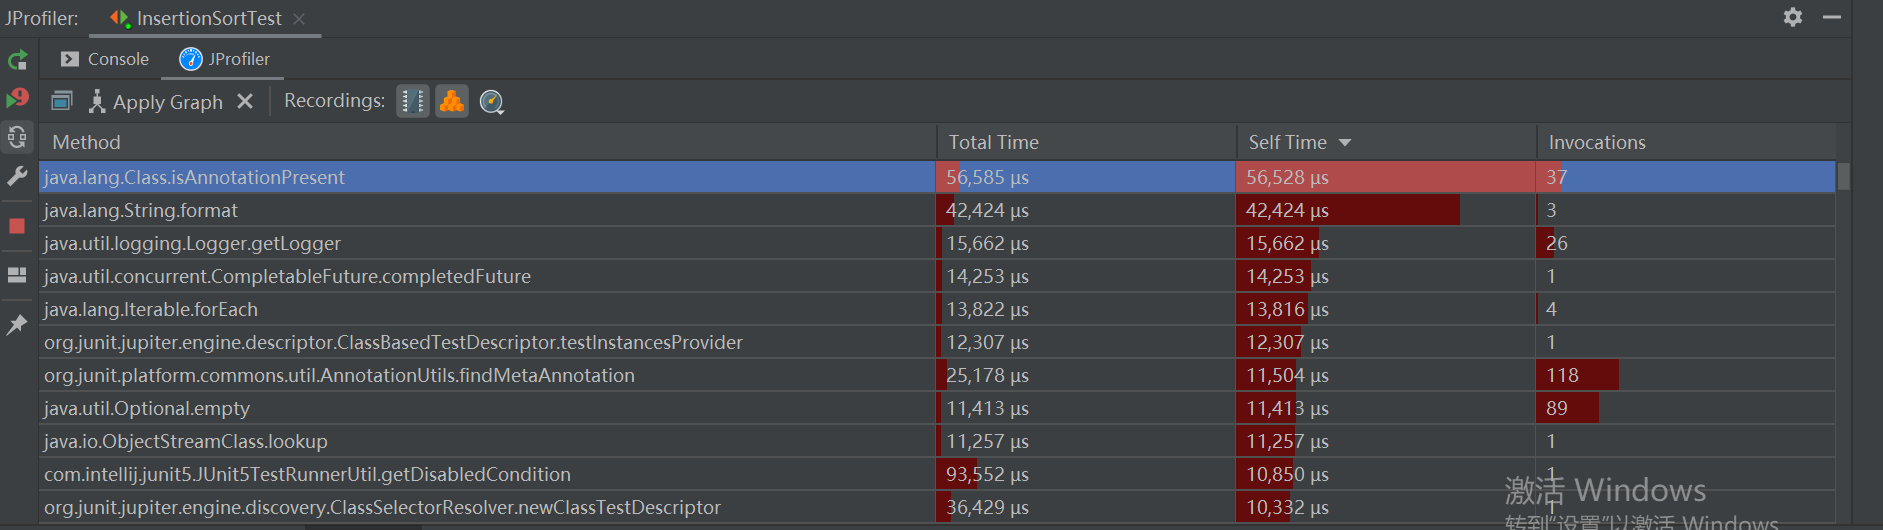 JProfiler: InsertionSortTest
Console JProfiler
Apply Graph Recordings:
Method Total Time Self Time Invocations
java.lang.Class.isAnnotationPresent 56,585 μs 56,528 μs 37
java.lang.String.format 42,424 μs 42,424 μs 3
java.util.logging.Logger.getLogger 15,662 μs 15,662 μs 26
java.util.concurrent.CompletableFuture.completedFuture 14,253 μs 14,253 μs 1
java.lang.Iterable.forEach 13,822 μs 13,816 μs 4
org.junit.jupiter.engine.descriptor.ClassBasedTestDescriptor.testInstancesProvider 12,307 μs 12,307 μs 1
org.junit.platform.commons.util.AnnotationUtils.findMetaAnnotation 25,178 μs 11,504 μs 118
java.util.Optional.empty 11,413 μs 11,413 μs 89
java.io.ObjectStreamClass.lookup 11,257 μs 11,257 μs 1
com.intellij.junit5.JUnit5TestRunnerUtil.getDisabledCondition 93,552 μs 10,850 μs 1
org.junit.jupiter.engine.discovery.ClassSelectorResolver.newClassTestDescriptor 36,429 μs 10,332 μs 1
激活 Windows
转到"设置"以激活 Windows